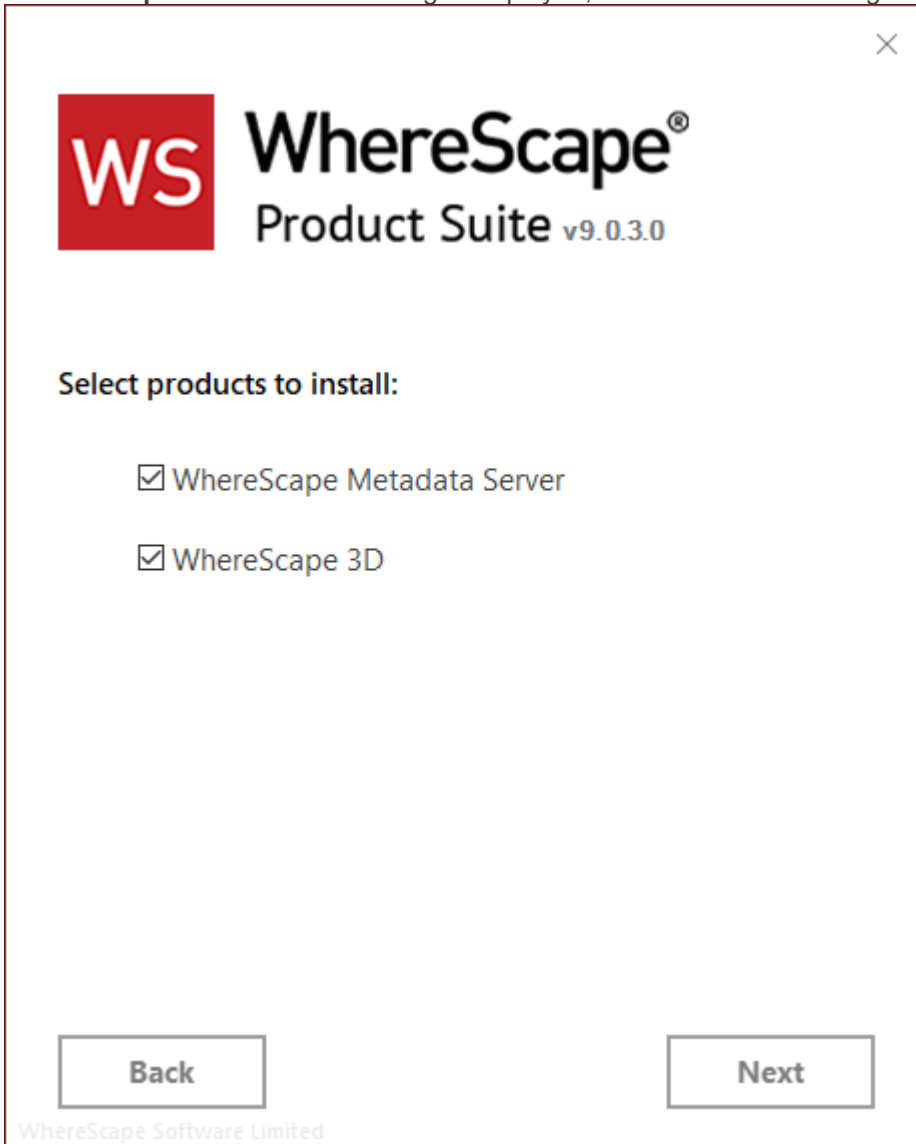 WS WhereScape®
Product Suite v9.0.3.0
Select products to install:
WhereScape Metadata Server
WhereScape 3D
Back Next
WhereScape Software Limited